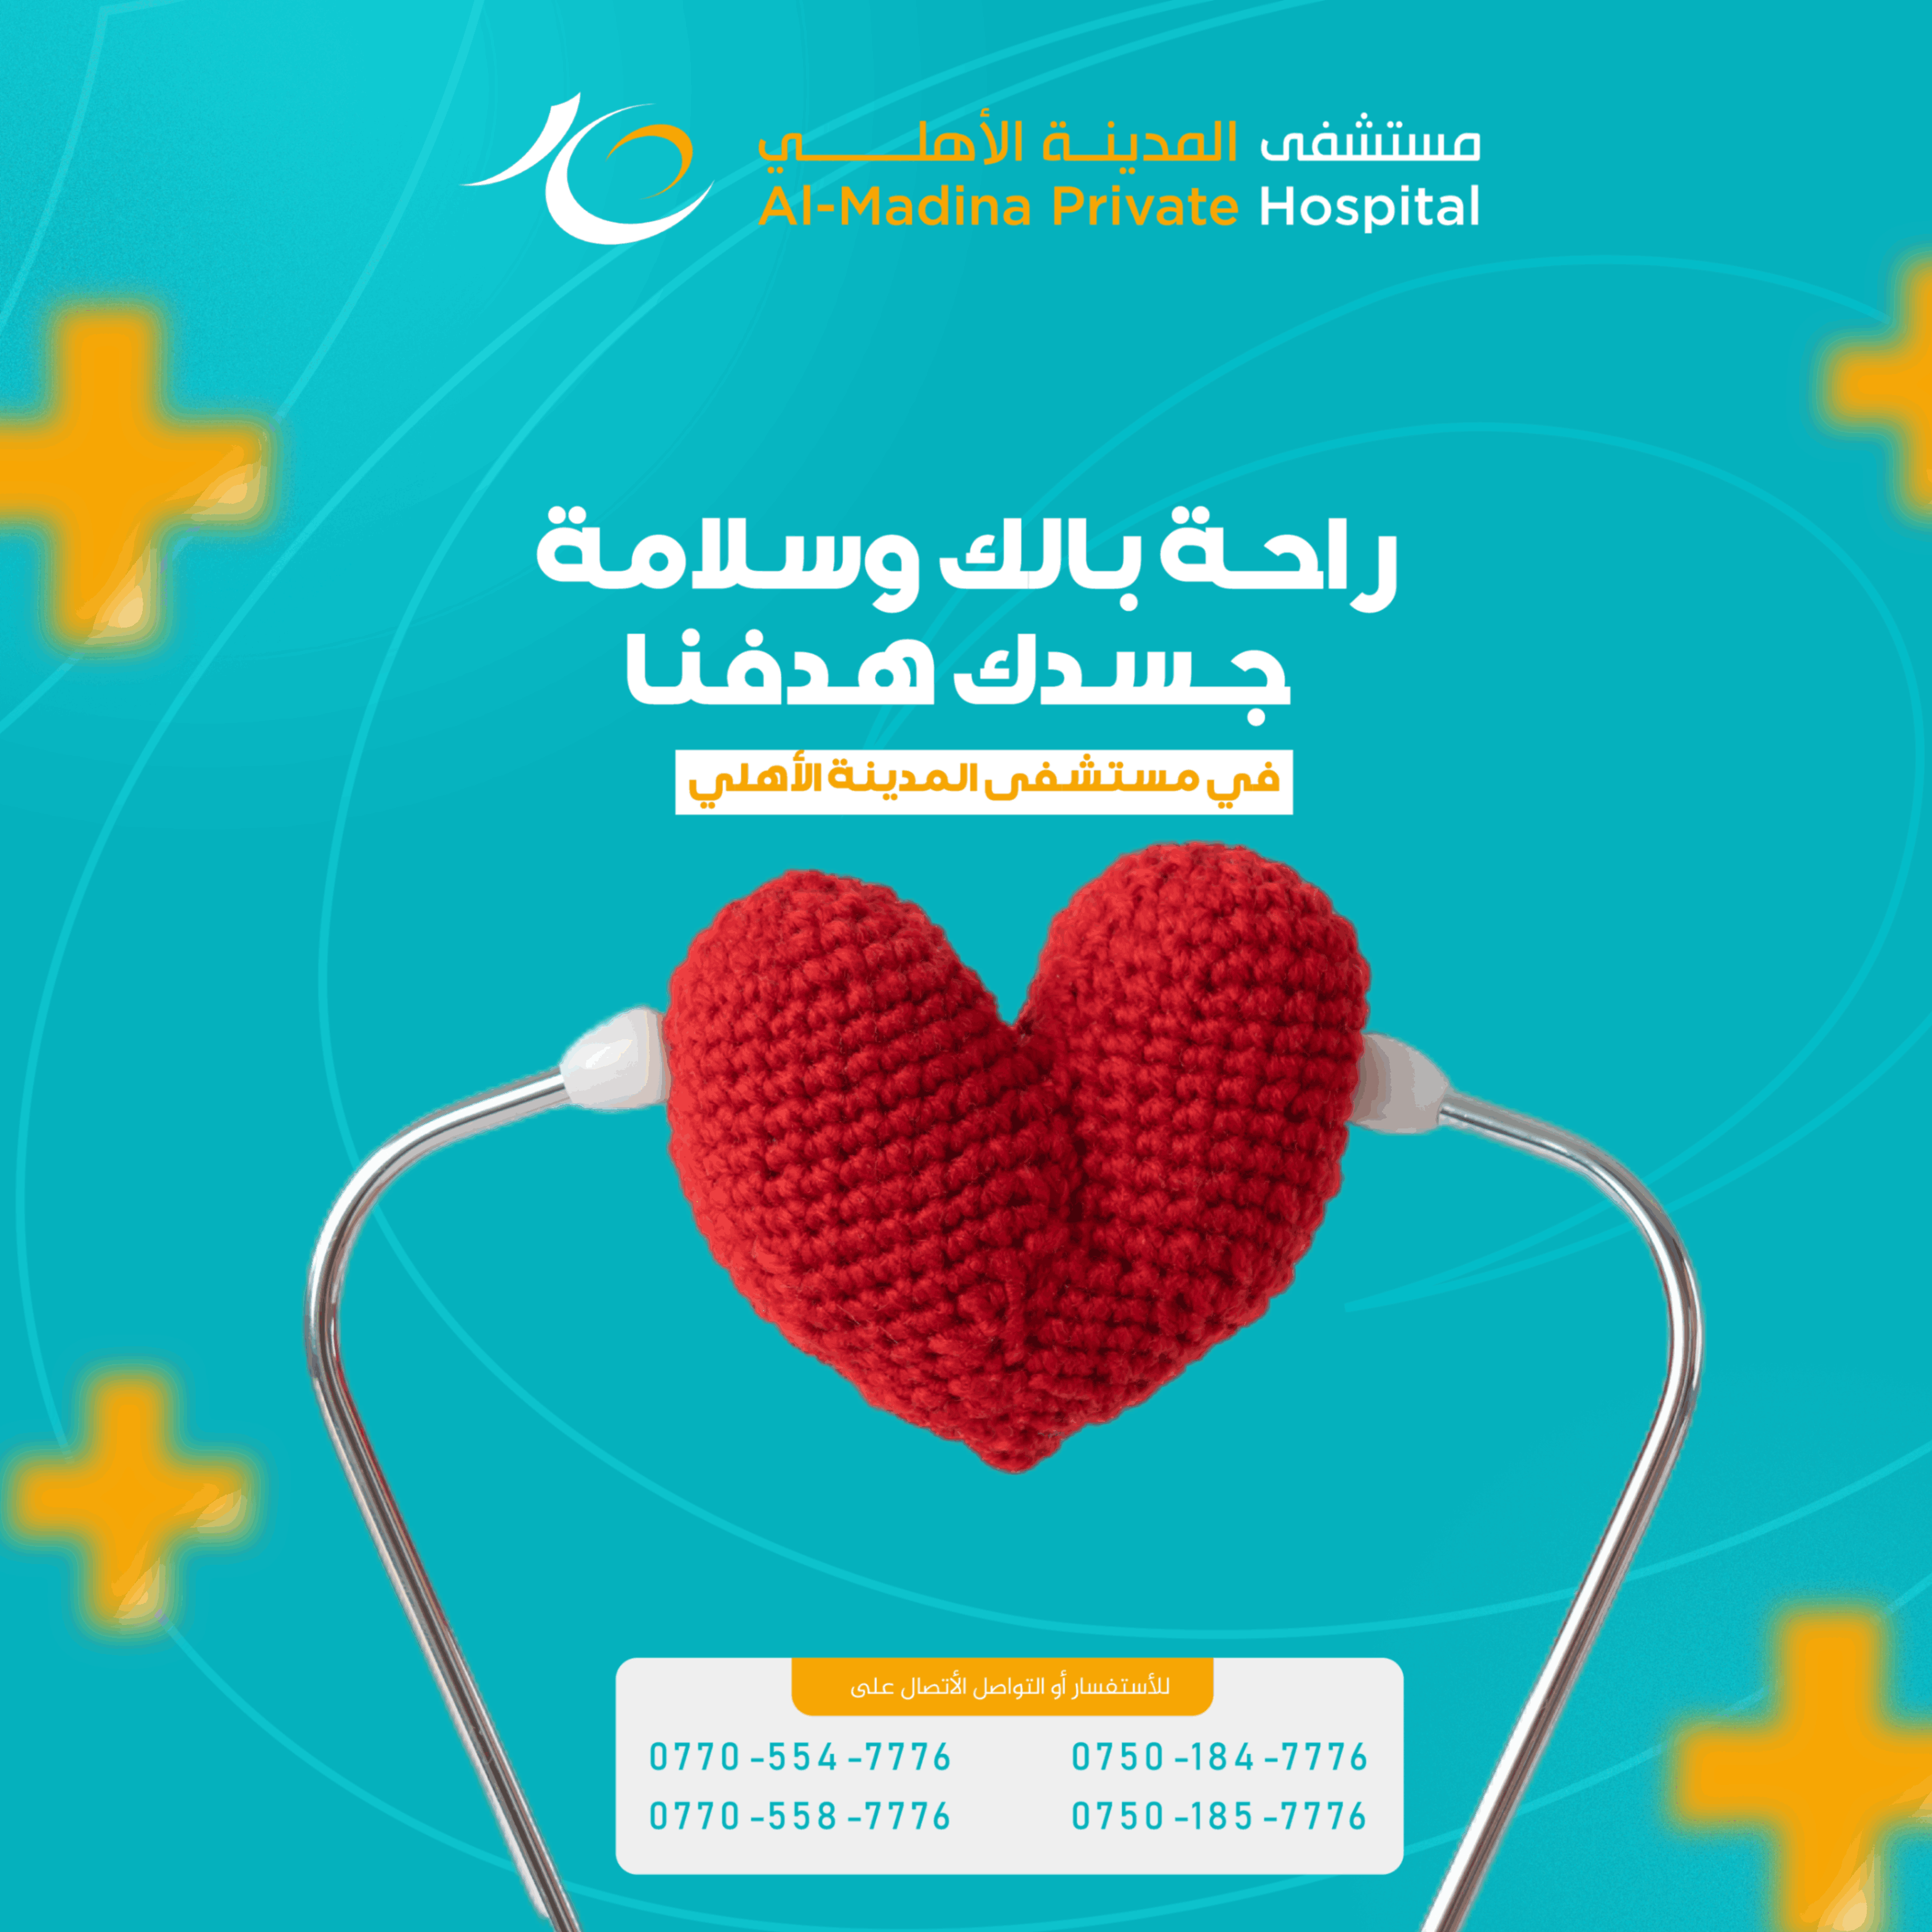 مستشفى المدينة الأهلي
Al-Madina Private Hospital
راحة بالك وسلامة
جسدك هدفنا
في مستشفى المدينة الأهلي
للأستفسار أو التواصل الأتصال على
0770-554-7776 0750-184-7776
0770-558-7776 0750-185-7776